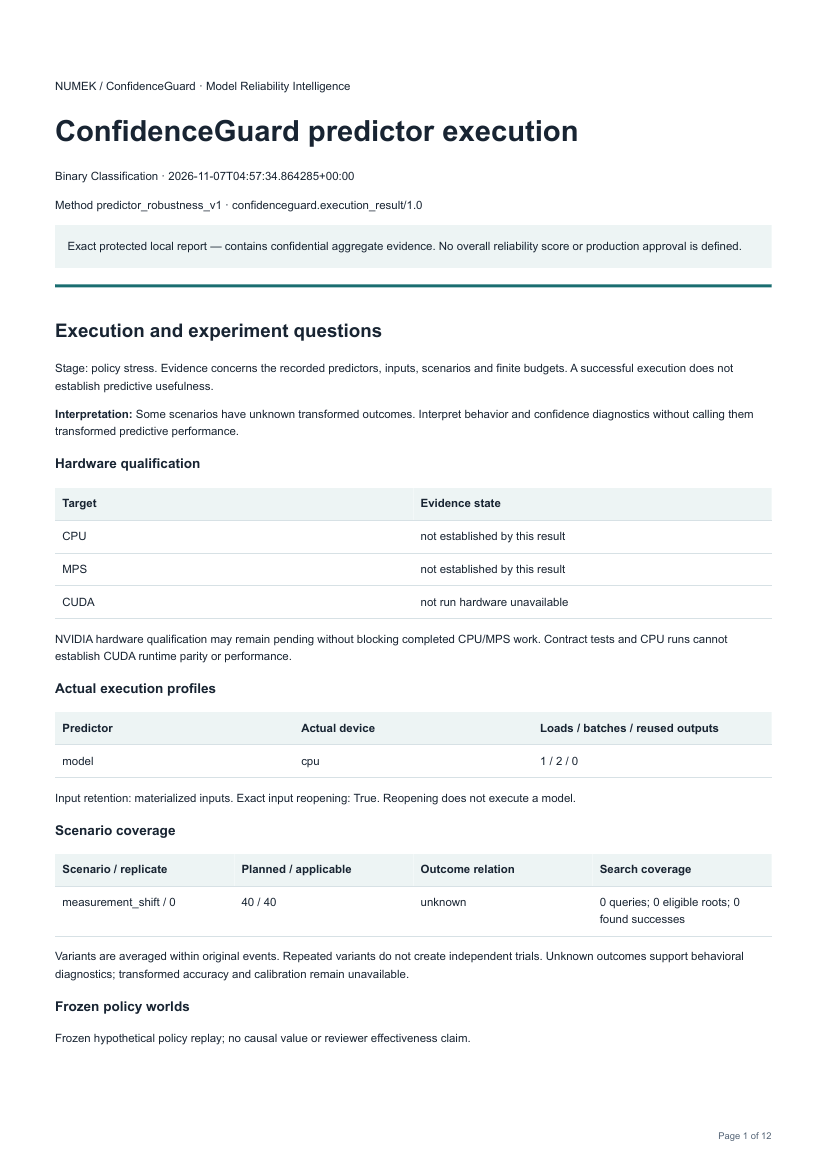 NUMEK / ConfidenceGuard · Model Reliability Intelligence
ConfidenceGuard predictor execution
Binary Classification · 2026-11-07T04:57:34.864285+00:00
Method predictor_robustness_v1 · confidenceguard.execution_result/1.0
Exact protected local report — contains confidential aggregate evidence. No overall reliability score or production approval is defined.
Execution and experiment questions
Stage: policy stress. Evidence concerns the recorded predictors, inputs, scenarios and finite budgets. A successful execution does not
establish predictive usefulness.
Interpretation: Some scenarios have unknown transformed outcomes. Interpret behavior and confidence diagnostics without calling them
transformed predictive performance.
Hardware qualification
Target Evidence state
CPU not established by this result
MPS not established by this result
CUDA not run hardware unavailable
NVIDIA hardware qualification may remain pending without blocking completed CPU/MPS work. Contract tests and CPU runs cannot
establish CUDA runtime parity or performance.
Actual execution profiles
Predictor Actual device Loads / batches / reused outputs
model cpu 1 / 2 / 0
Input retention: materialized inputs. Exact input reopening: True. Reopening does not execute a model.
Scenario coverage
Scenario / replicate Planned / applicable Outcome relation Search coverage
measurement_shift / 0 40 / 40 unknown 0 queries; 0 eligible roots; 0
found successes
Variants are averaged within original events. Repeated variants do not create independent trials. Unknown outcomes support behavioral
diagnostics; transformed accuracy and calibration remain unavailable.
Frozen policy worlds
Frozen hypothetical policy replay; no causal value or reviewer effectiveness claim.
Page 1 of 12